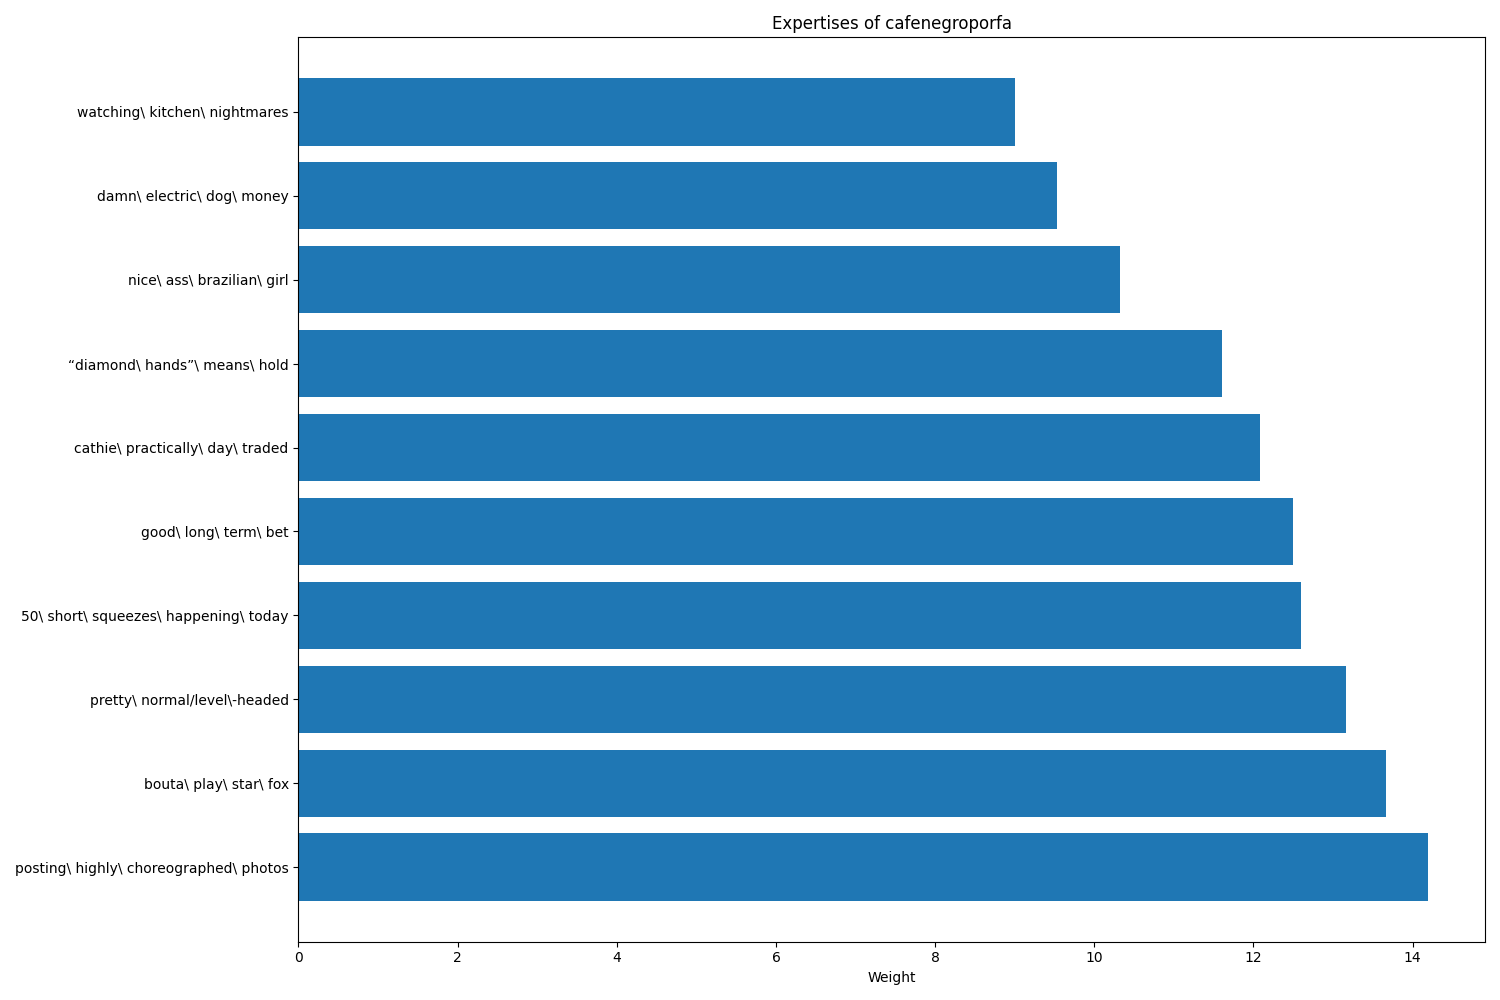 Expertises of cafenegroporfa
watching\ kitchen\ nightmares
damn\ electric\ dog\ money
nice\ ass\ brazilian\ girl
“diamond\ hands”\ means\ hold
cathie\ practically\ day\ traded
good\ long\ term\ bet
50\ short\ squeezes\ happening\ today
pretty\ normal/level\-headed
bouta\ play\ star\ fox
posting\ highly\ choreographed\ photos
0 2 4 6 8 10 12 14
Weight